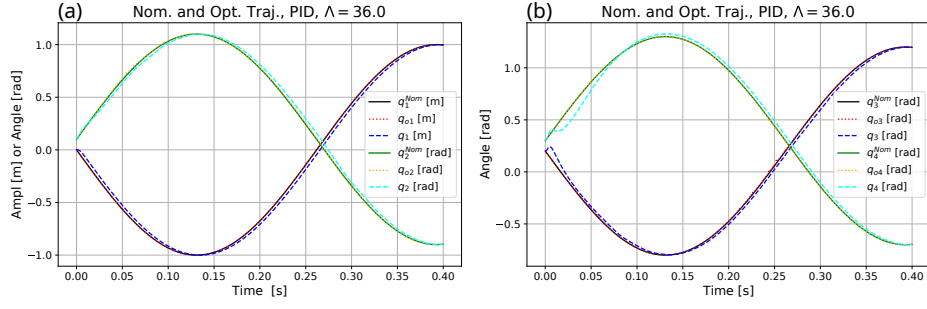 (a)
Nom. and Opt. Traj., PID, Λ = 36.0
Ampl [m] or Angle [rad]
1.0
0.5
0.0
−0.5
−1.0
q₁ᴺᵒᵐ [m]
qₒ₁ [m]
q₁ [m]
q₂ᴺᵒᵐ [rad]
qₒ₂ [rad]
q₂ [rad]
0.00 0.05 0.10 0.15 0.20 0.25 0.30 0.35 0.40
Time [s]
(b)
Nom. and Opt. Traj., PID, Λ = 36.0
Angle [rad]
1.0
0.5
0.0
−0.5
q₃ᴺᵒᵐ [rad]
qₒ₃ [rad]
q₃ [rad]
q₄ᴺᵒᵐ [rad]
qₒ₄ [rad]
q₄ [rad]
0.00 0.05 0.10 0.15 0.20 0.25 0.30 0.35 0.40
Time [s]